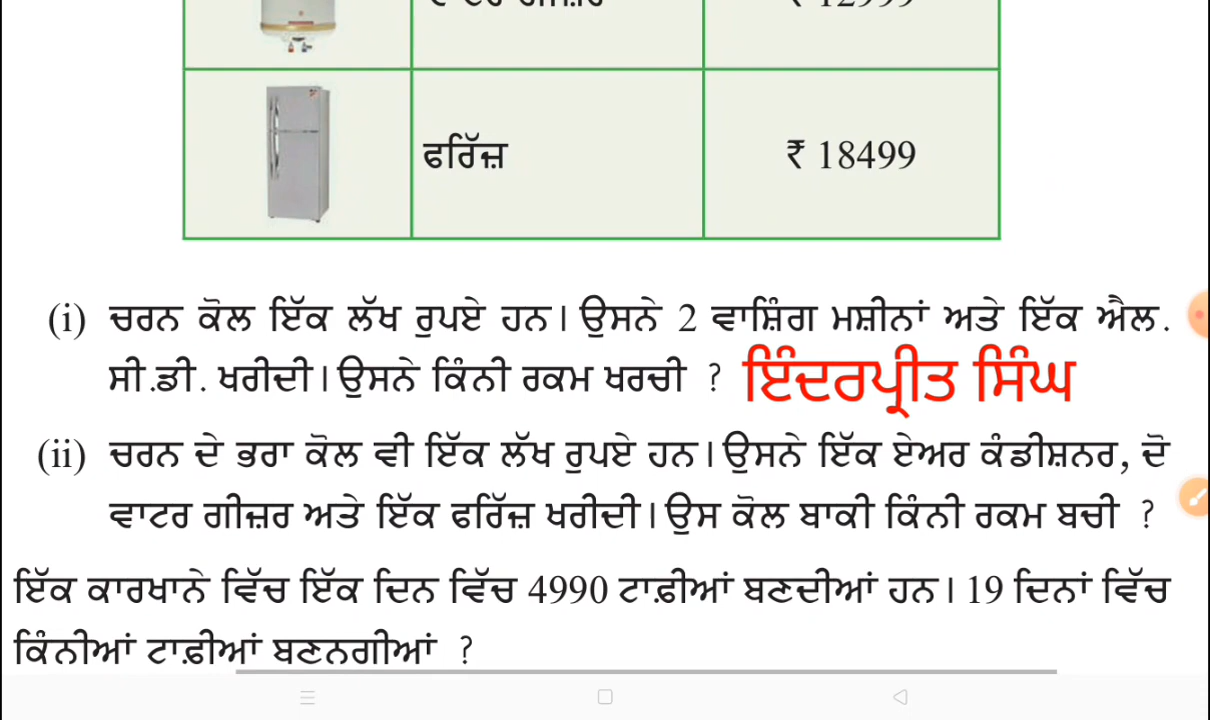 ਫਰਿੱਜ਼ ₹ 18499
(i) ਚਰਨ ਕੋਲ ਇੱਕ ਲੱਖ ਰੁਪਏ ਹਨ। ਉਸਨੇ 2 ਵਾਸ਼ਿੰਗ ਮਸ਼ੀਨਾਂ ਅਤੇ ਇੱਕ ਐਲ.
ਸੀ.ਡੀ. ਖਰੀਦੀ। ਉਸਨੇ ਕਿੰਨੀ ਰਕਮ ਖਰਚੀ ? ਇੰਦਰਪ੍ਰੀਤ ਸਿੰਘ
(ii) ਚਰਨ ਦੇ ਭਰਾ ਕੋਲ ਵੀ ਇੱਕ ਲੱਖ ਰੁਪਏ ਹਨ। ਉਸਨੇ ਇੱਕ ਏਅਰ ਕੰਡੀਸ਼ਨਰ, ਦੋ
ਵਾਟਰ ਗੀਜ਼ਰ ਅਤੇ ਇੱਕ ਫਰਿੱਜ਼ ਖਰੀਦੀ। ਉਸ ਕੋਲ ਬਾਕੀ ਕਿੰਨੀ ਰਕਮ ਬਚੀ ?
ਇੱਕ ਕਾਰਖਾਨੇ ਵਿੱਚ ਇੱਕ ਦਿਨ ਵਿੱਚ 4990 ਟਾਫ਼ੀਆਂ ਬਣਦੀਆਂ ਹਨ। 19 ਦਿਨਾਂ ਵਿੱਚ
ਕਿੰਨੀਆਂ ਟਾਫ਼ੀਆਂ ਬਣਨਗੀਆਂ ?